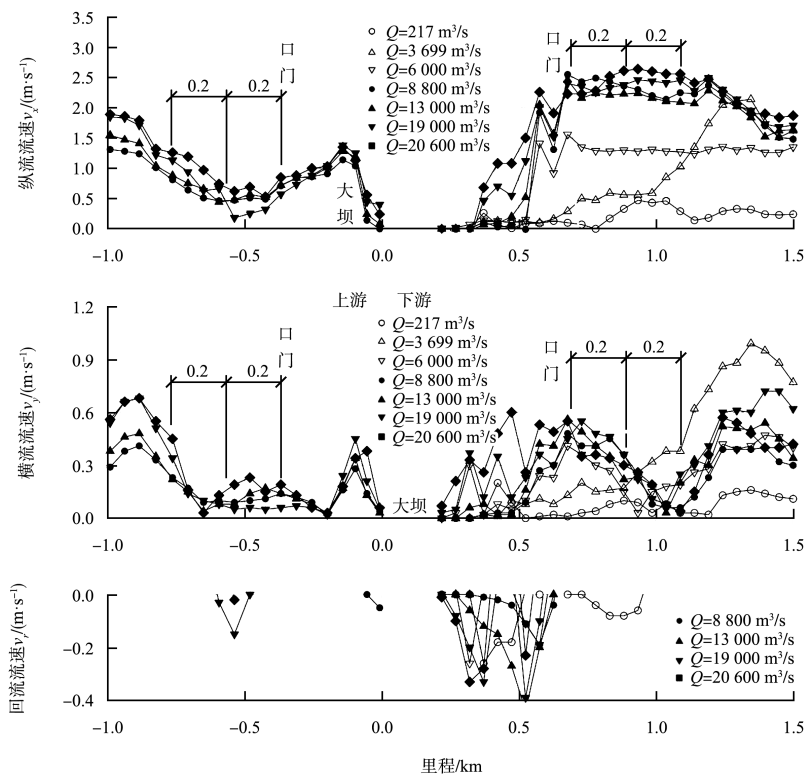 纵流流速vx/(m·s⁻¹)
3.5
3.0
2.5
2.0
1.5
1.0
0.5
0.0
0.2
0.2
口门
大坝
Q=217 m³/s
Q=3 699 m³/s
Q=6 000 m³/s
Q=8 800 m³/s
Q=13 000 m³/s
Q=19 000 m³/s
Q=20 600 m³/s
口门
0.2
0.2
-1.0
-0.5
0.0
0.5
1.0
1.5
横流流速vy/(m·s⁻¹)
1.2
0.9
0.6
0.3
0.0
0.2
0.2
口门
上游
下游
Q=217 m³/s
Q=3 699 m³/s
Q=6 000 m³/s
Q=8 800 m³/s
Q=13 000 m³/s
Q=19 000 m³/s
Q=20 600 m³/s
大坝
口门
0.2
0.2
-1.0
-0.5
0.0
0.5
1.0
1.5
回流流速vr/(m·s⁻¹)
0.0
-0.2
-0.4
Q=8 800 m³/s
Q=13 000 m³/s
Q=19 000 m³/s
Q=20 600 m³/s
-1.0
-0.5
0.0
0.5
1.0
1.5
里程/km